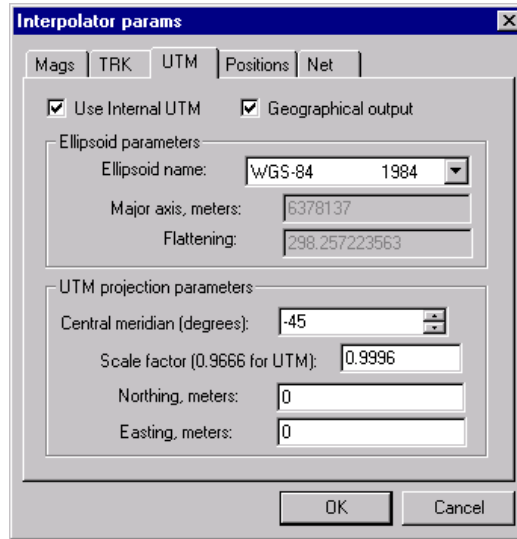 Interpolator params
Mags TRK UTM Positions Net
Use Internal UTM Geographical output
Ellipsoid parameters
Ellipsoid name: WGS-84 1984
Major axis, meters: 6378137
Flattening: 298.257223563
UTM projection parameters
Central meridian (degrees): -45
Scale factor (0.9666 for UTM): 0.9996
Northing, meters: 0
Easting, meters: 0
OK Cancel